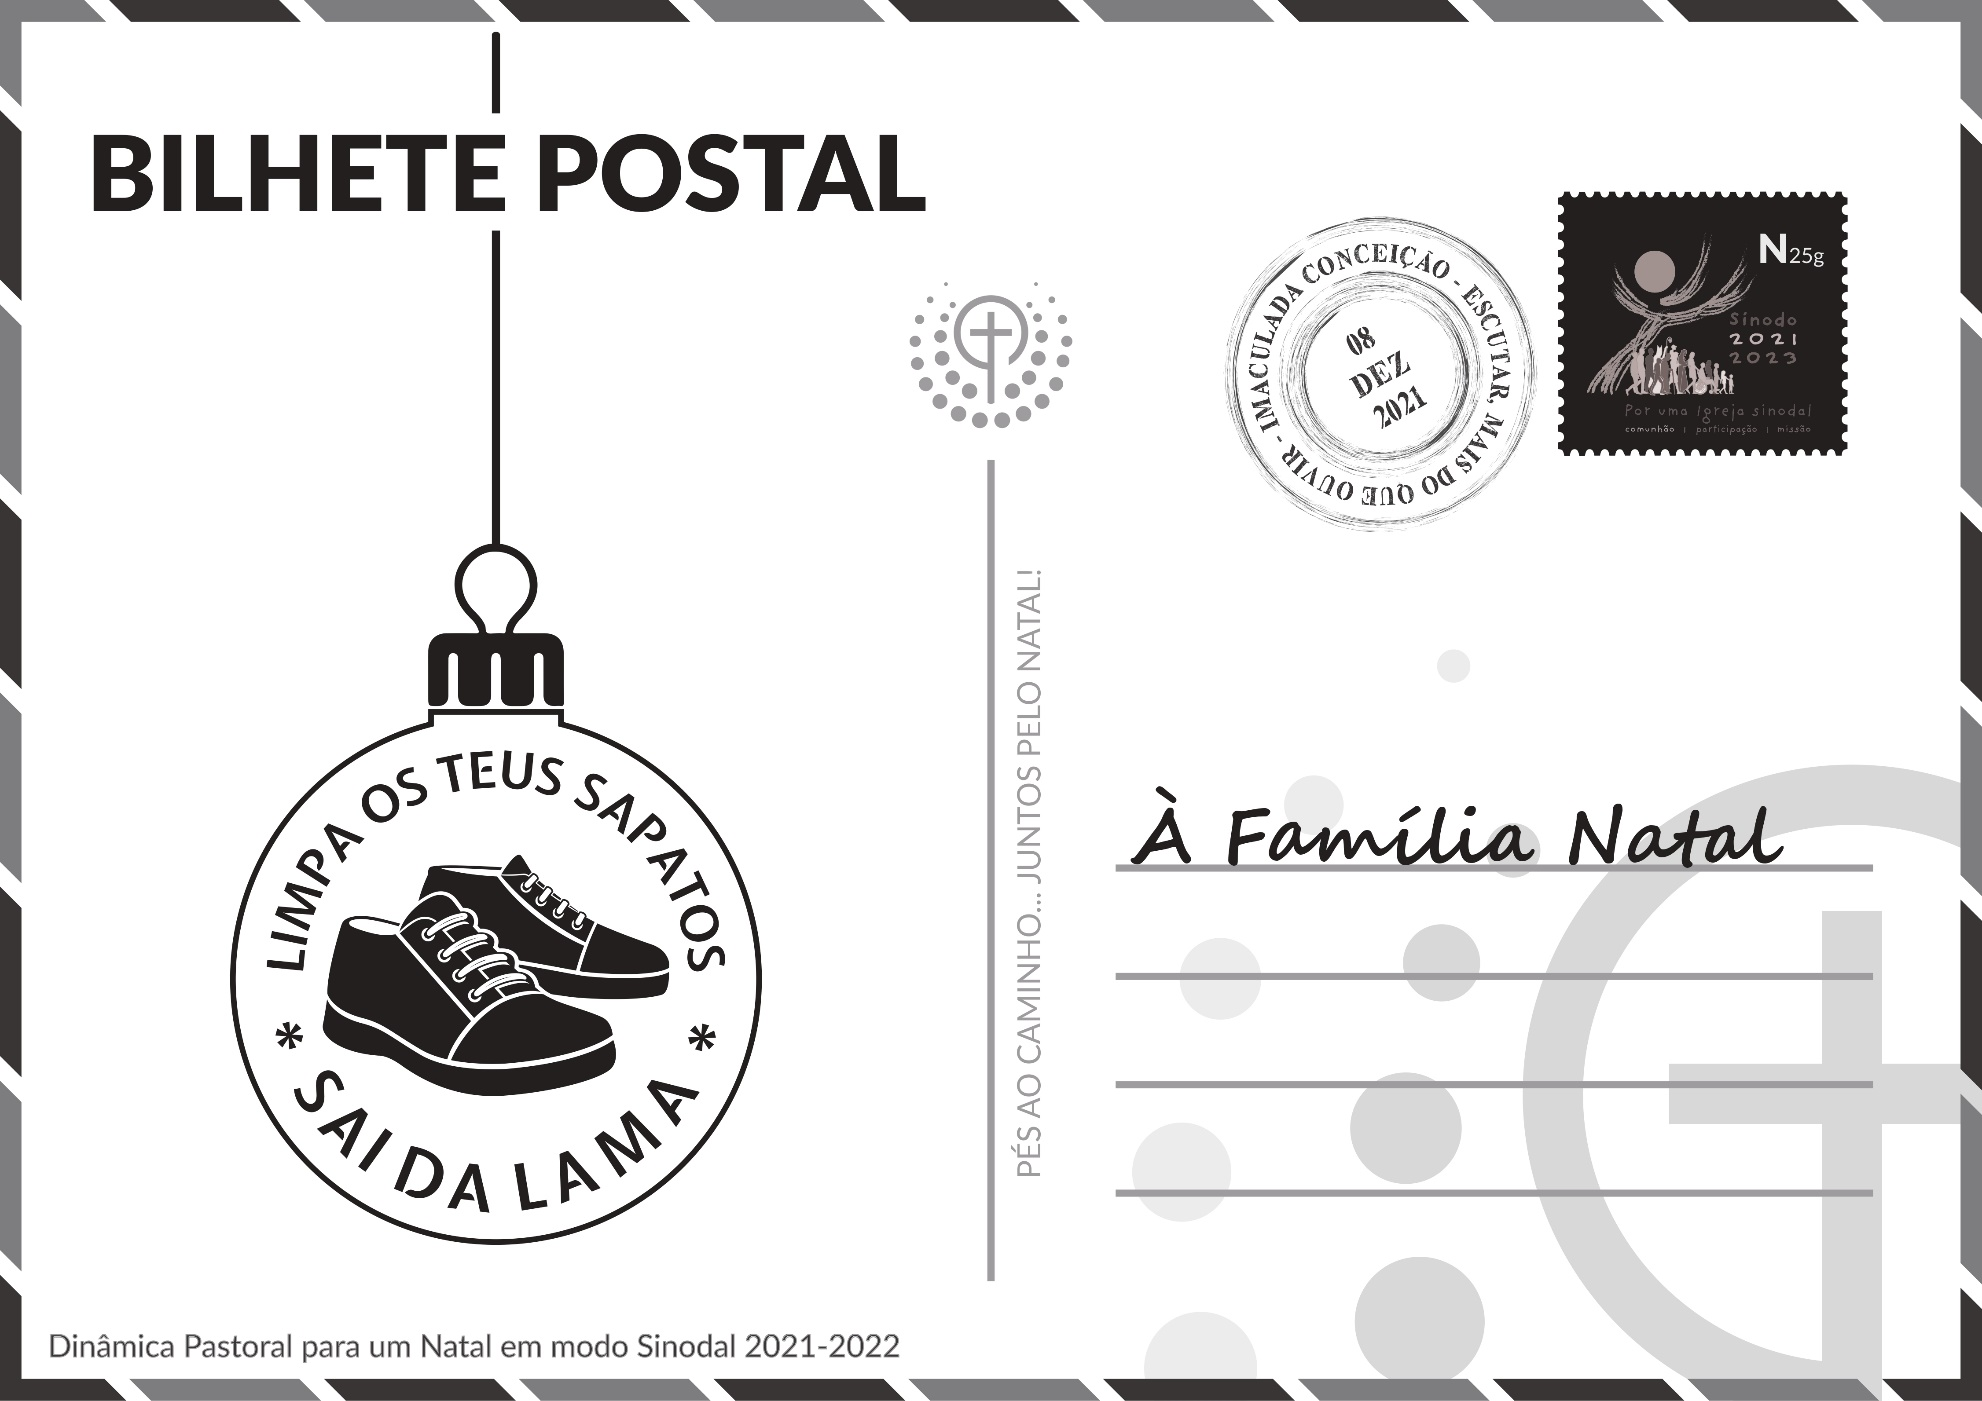 BILHETE POSTAL
LIMPA OS TEUS SAPATOS
* SAI DA LAMA *
Dinâmica Pastoral para um Natal em modo Sinodal 2021-2022
PÉS AO CAMINHO... JUNTOS PELO NATAL!
IMACULADA CONCEIÇÃO - ESCUTAR, MAIS DO QUE OUVIR -
08
DEZ
2021
N25g
Sínodo
2021
2023
Por uma Igreja sinodal
comunhão | participação | missão
À Família Natal